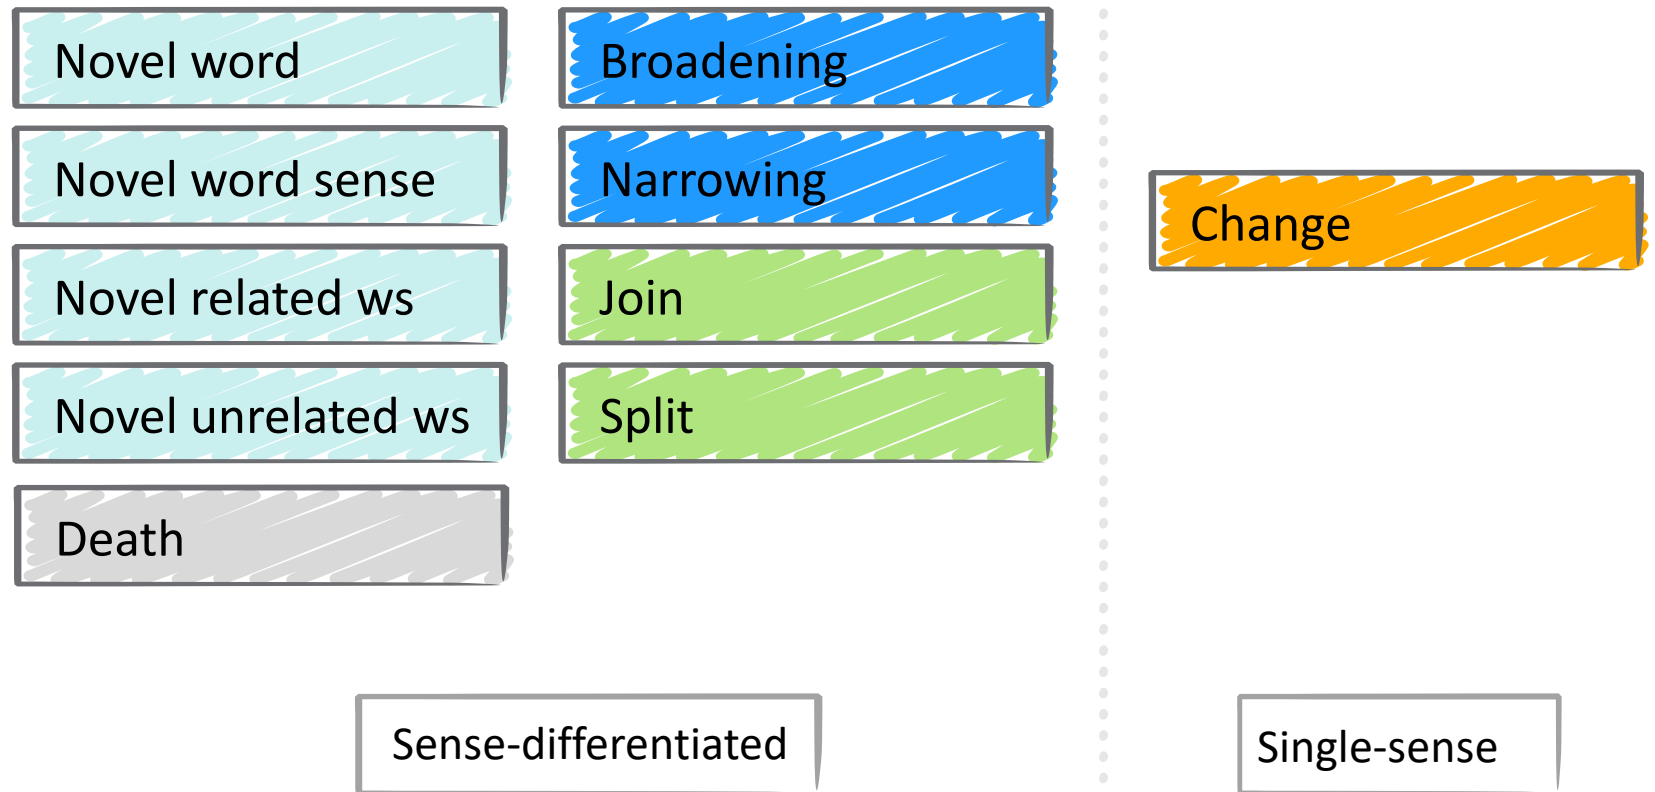 Novel word
Novel word sense
Novel related ws
Novel unrelated ws
Death
Broadening
Narrowing
Join
Split
Change
Sense-differentiated
Single-sense